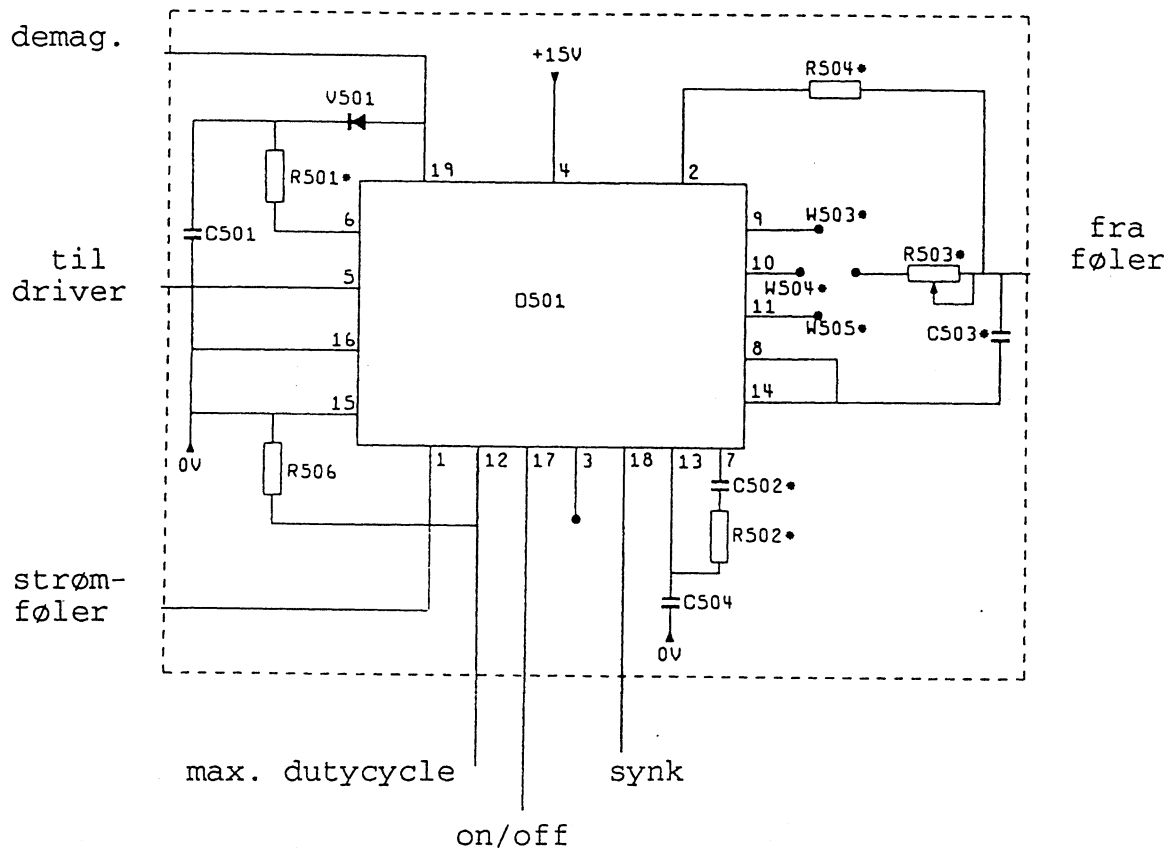 demag.
+15V
R504*
V501
R501*
19
4
2
6
9
W503*
C501
fra
føler
til
driver
10
R503*
5
W504*
O501
11
W505*
C503*
16
8
15
14
0V
R506
1
12
17
3
18
13
7
C502*
R502*
strøm-
føler
C504
0V
max. dutycycle
synk
on/off